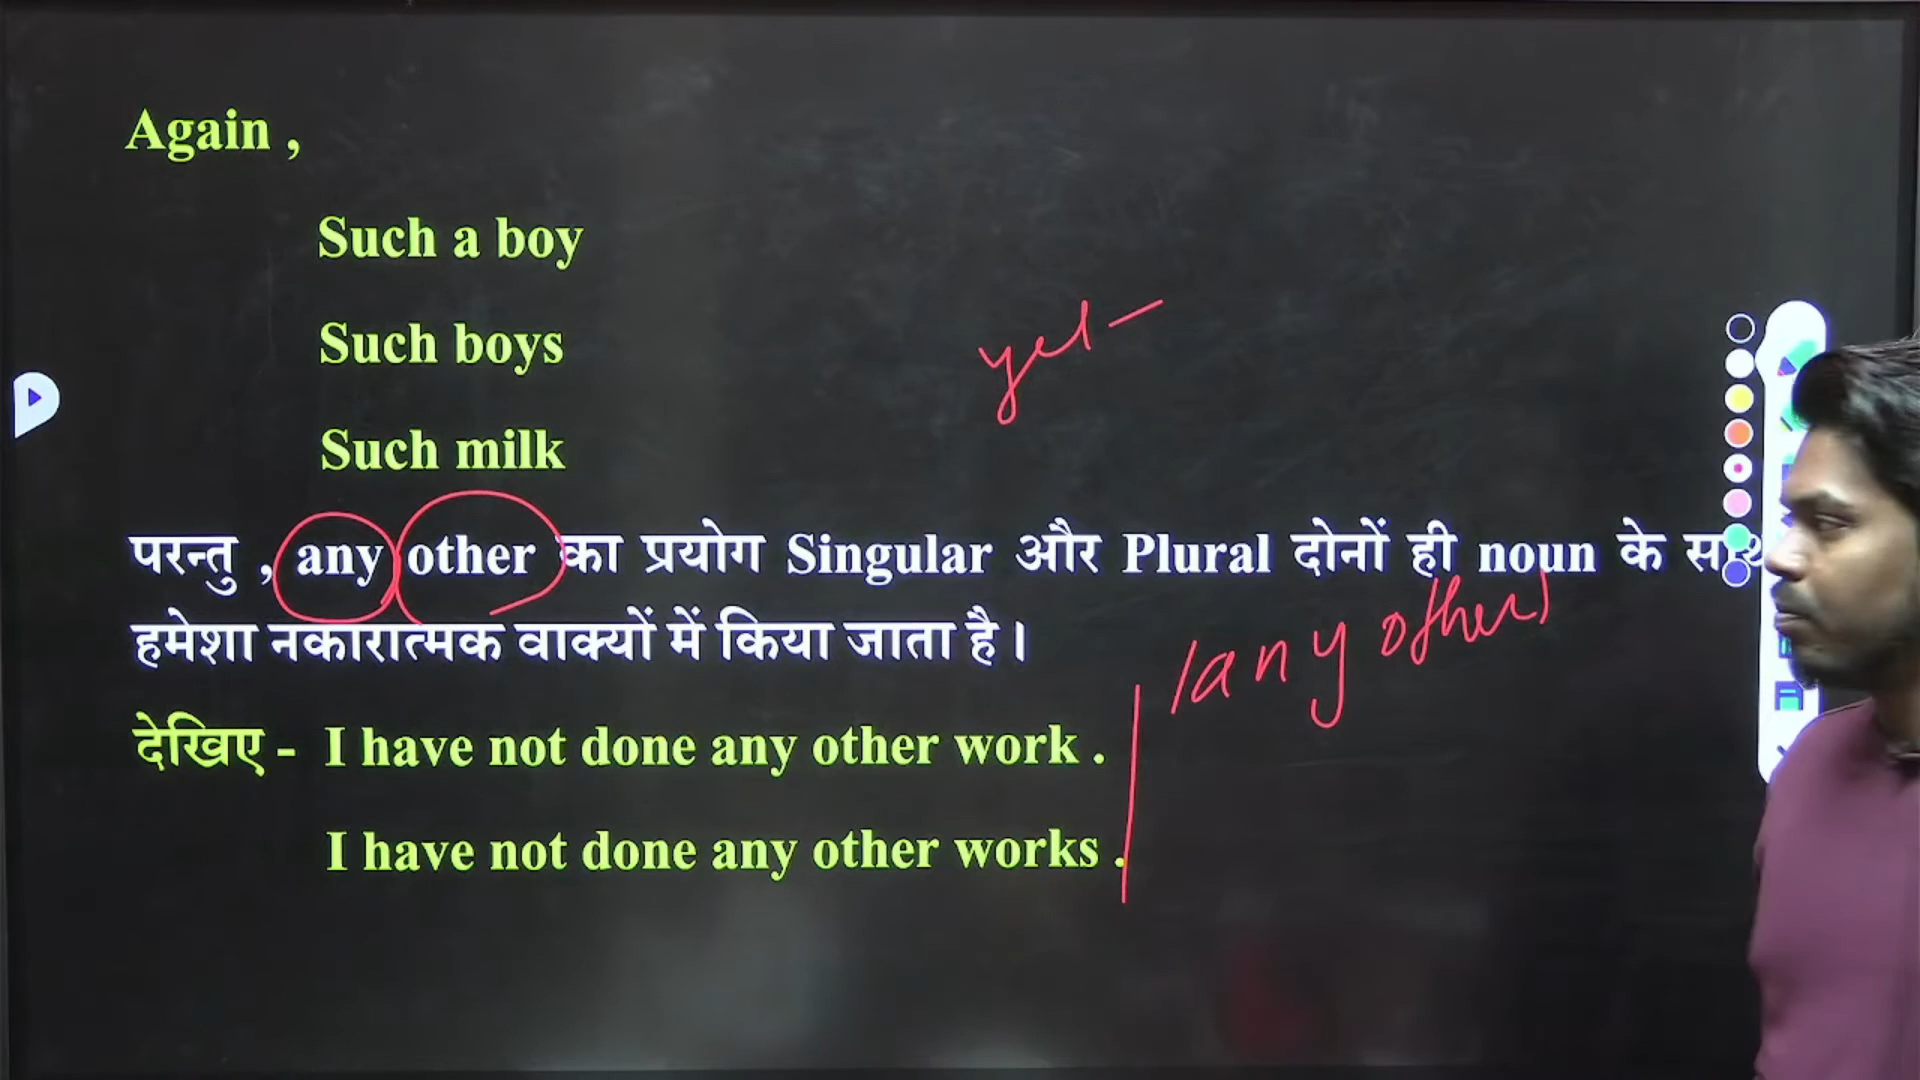 Again ,
Such a boy
Such boys
Such milk
yet-
परन्तु , any other का प्रयोग Singular और Plural दोनों ही noun के साथ
हमेशा नकारात्मक वाक्यों में किया जाता है।
(any other)
देखिए - I have not done any other work .
I have not done any other works .